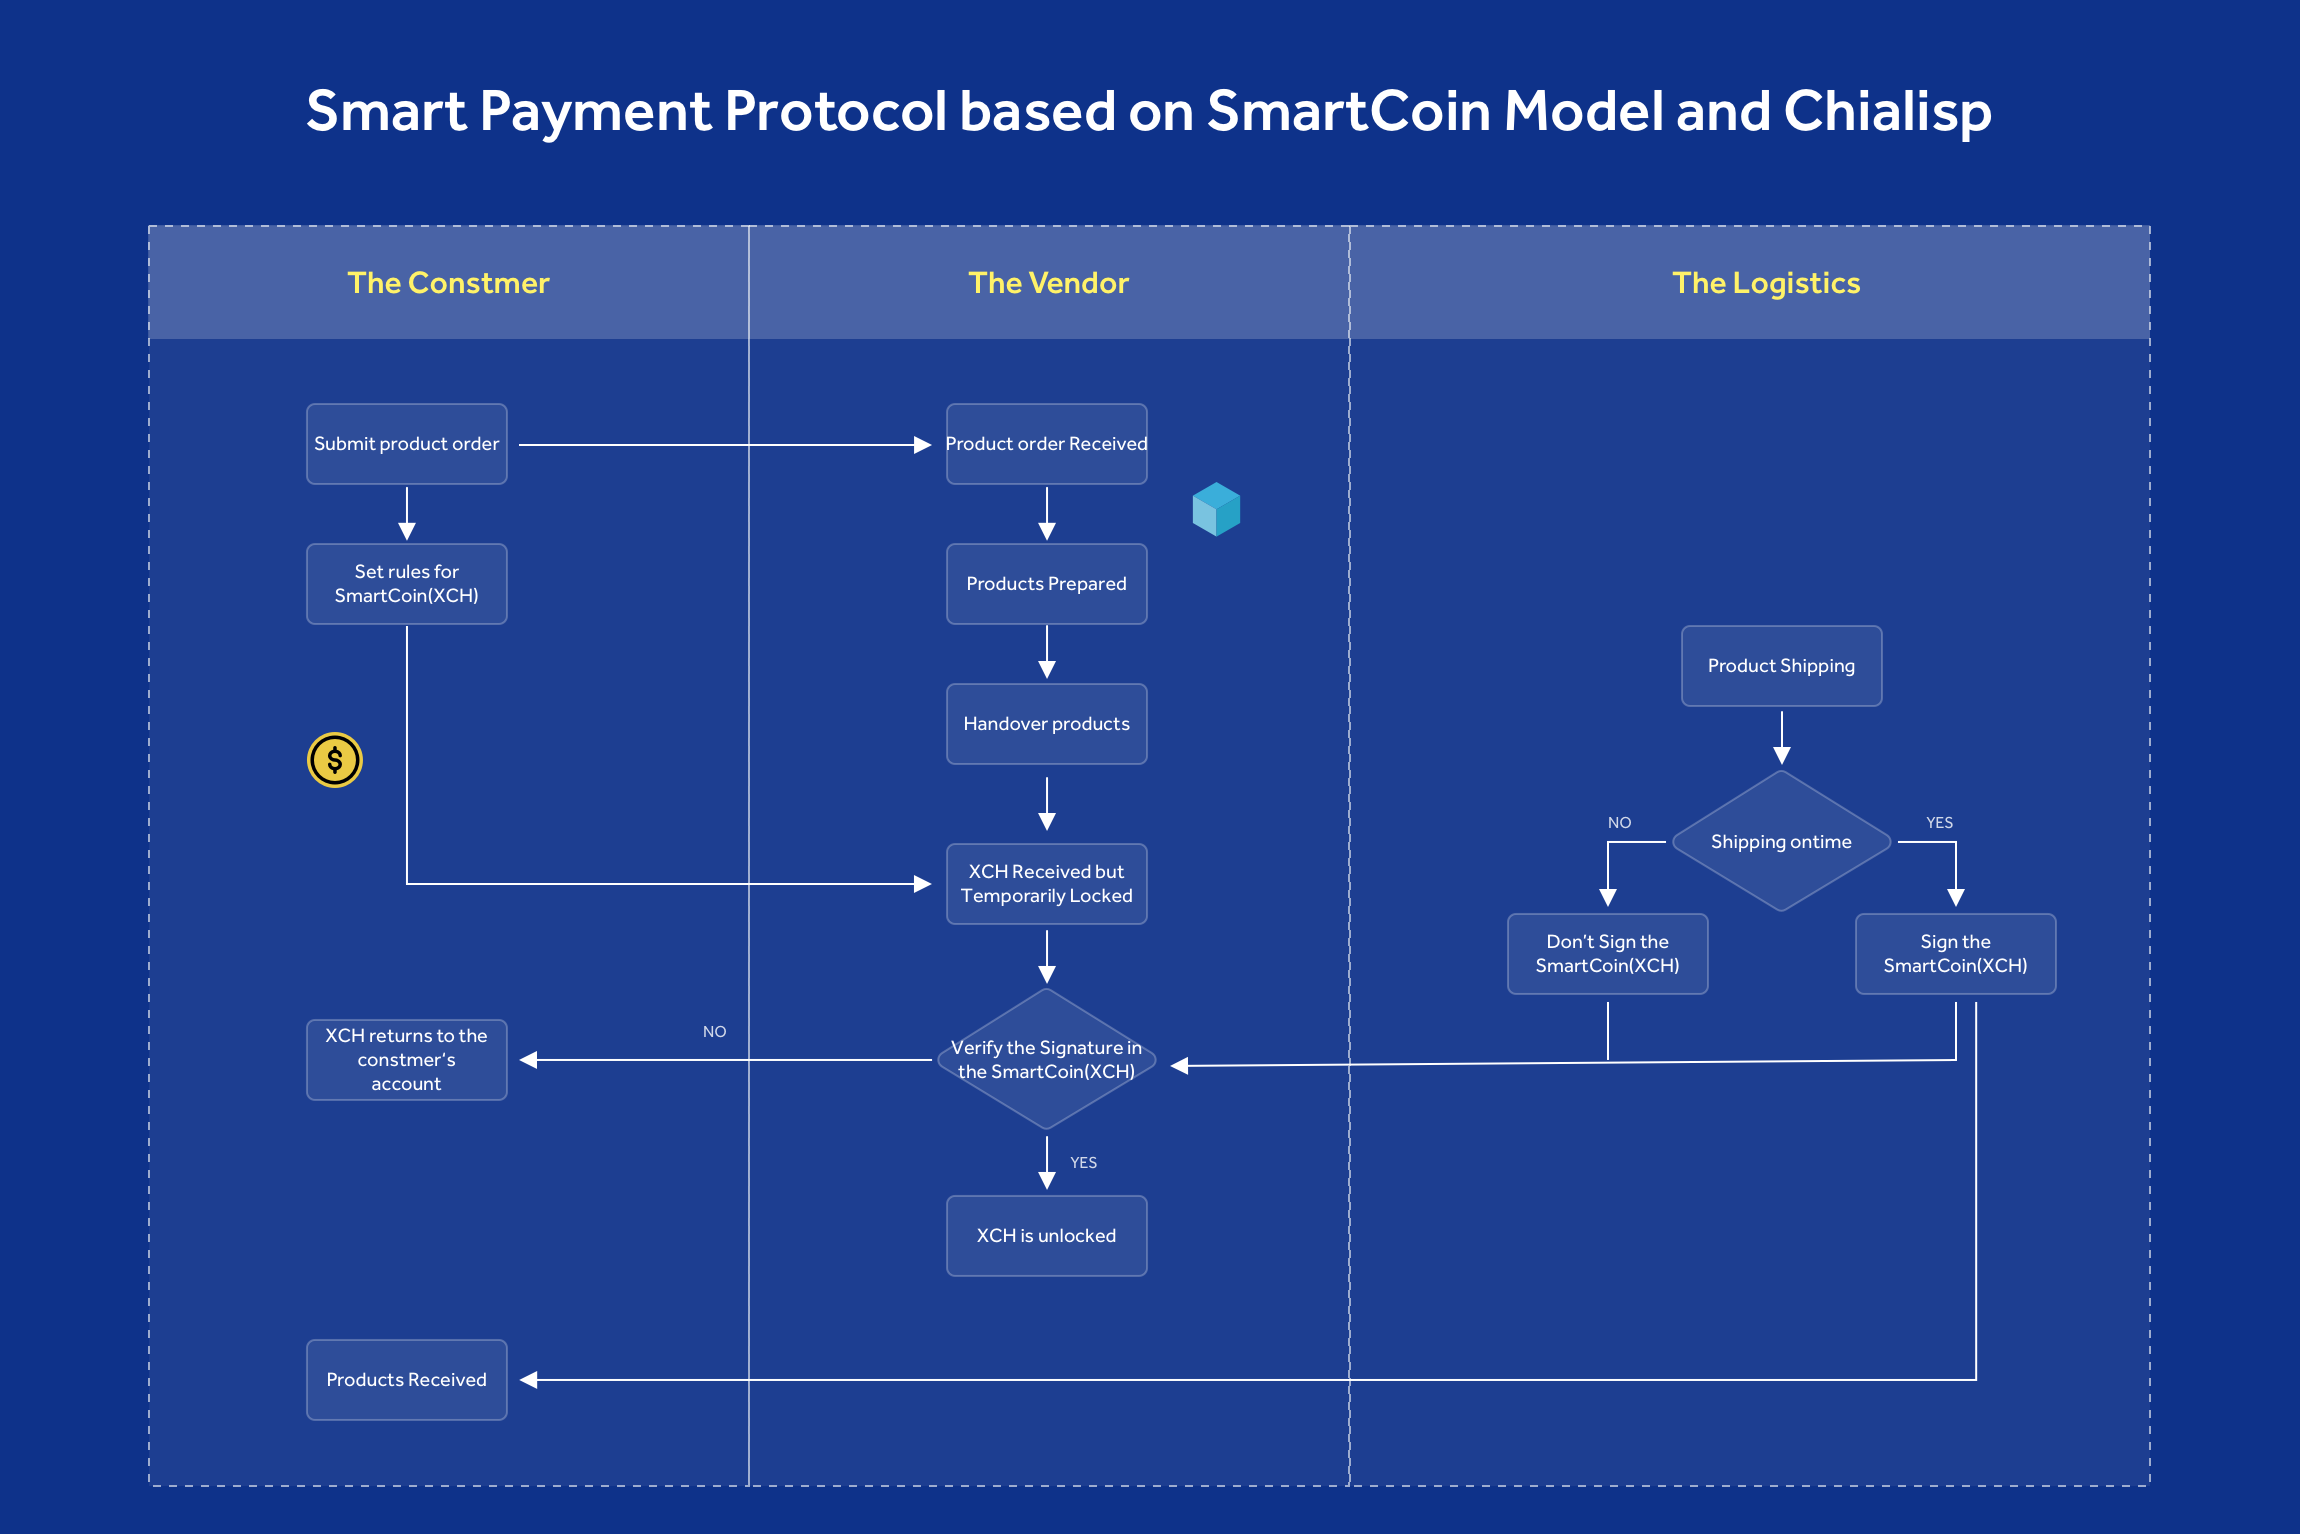 Smart Payment Protocol based on SmartCoin Model and Chialisp
The Constmer
The Vendor
The Logistics
Submit product order
Product order Received
Set rules for
SmartCoin(XCH)
Products Prepared
Product Shipping
Handover products
$
NO
YES
Shipping ontime
XCH Received but
Temporarily Locked
Don't Sign the
SmartCoin(XCH)
Sign the
SmartCoin(XCH)
XCH returns to the
constmer's
account
NO
Verify the Signature in
the SmartCoin(XCH)
YES
XCH is unlocked
Products Received